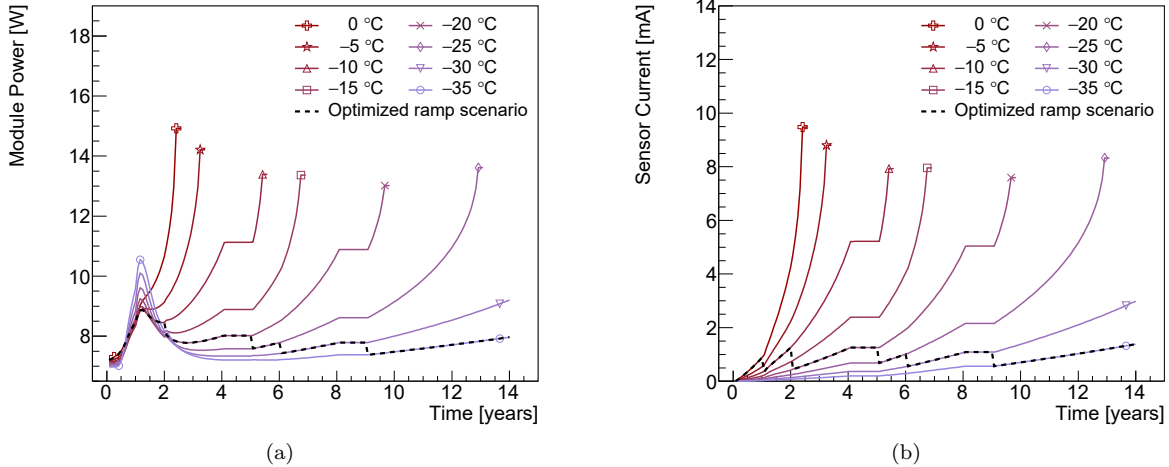 Module Power [W]
18
16
14
12
10
8
0 °C
–5 °C
–10 °C
–15 °C
–20 °C
–25 °C
–30 °C
–35 °C
Optimized ramp scenario
0 2 4 6 8 10 12 14
Time [years]
(a)
Sensor Current [mA]
14
12
10
8
6
4
2
0
0 °C
–5 °C
–10 °C
–15 °C
–20 °C
–25 °C
–30 °C
–35 °C
Optimized ramp scenario
0 2 4 6 8 10 12 14
Time [years]
(b)